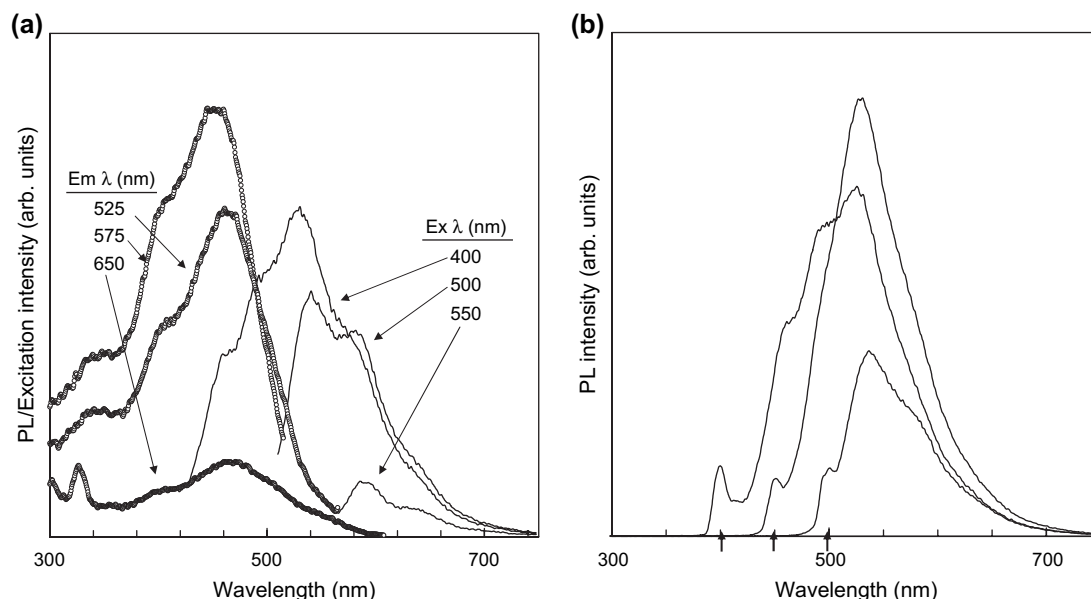 (a)
PL/Excitation intensity (arb. units)
Em λ (nm)
525
575
650
Ex λ (nm)
400
500
550
300 500 700
Wavelength (nm)
(b)
PL intensity (arb. units)
300 500 700
Wavelength (nm)